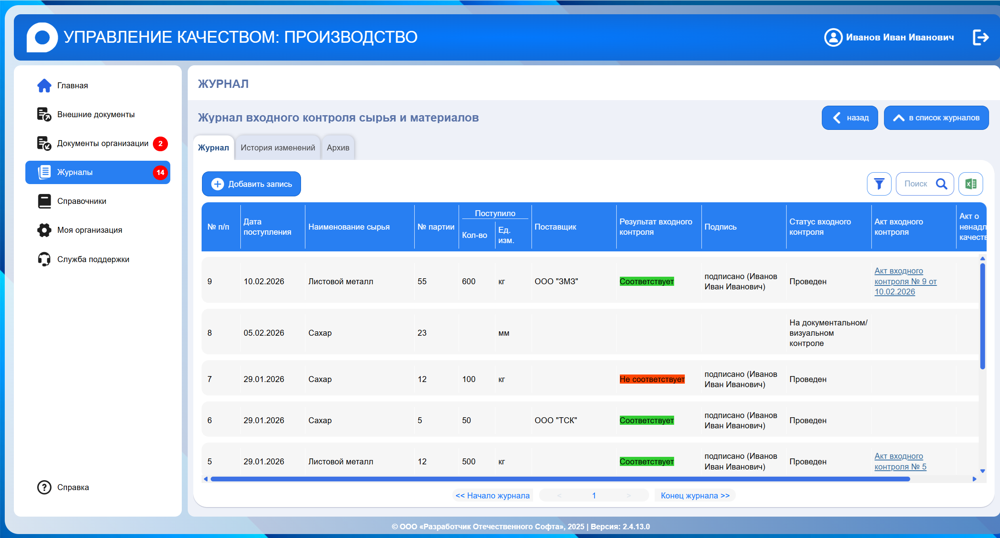 УПРАВЛЕНИЕ КАЧЕСТВОМ: ПРОИЗВОДСТВО
Иванов Иван Иванович
Главная
Внешние документы
Документы организации 2
Журналы 14
Справочники
Моя организация
Служба поддержки
Справка
ЖУРНАЛ
Журнал входного контроля сырья и материалов
назад
в список журналов
Журнал
История изменений
Архив
Добавить запись
Поиск
№ п/п
Дата
поступления
Наименование сырья
№ партии
Поступило
Кол-во
Ед.
изм.
Поставщик
Результат входного
контроля
Подпись
Статус входного
контроля
Акт входного
контроля
Акт о
ненадл
качеств
9
10.02.2026
Листовой металл
55
600
кг
ООО "ЗМЗ"
Соответствует
подписано (Иванов
Иван Иванович)
Проведен
Акт входного
контроля № 9 от
10.02.2026
8
05.02.2026
Сахар
23
мм
На документальном/
визуальном
контроле
7
29.01.2026
Сахар
12
100
кг
Не соответствует
подписано (Иванов
Иван Иванович)
Проведен
6
29.01.2026
Сахар
5
50
ООО "ТСК"
Соответствует
подписано (Иванов
Иван Иванович)
Проведен
5
29.01.2026
Листовой металл
12
500
кг
Соответствует
подписано (Иванов
Иван Иванович)
Проведен
Акт входного
контроля № 5
<< Начало журнала
< 1 >
Конец журнала >>
© ООО «Разработчик Отечественного Софта», 2025 | Версия: 2.4.13.0